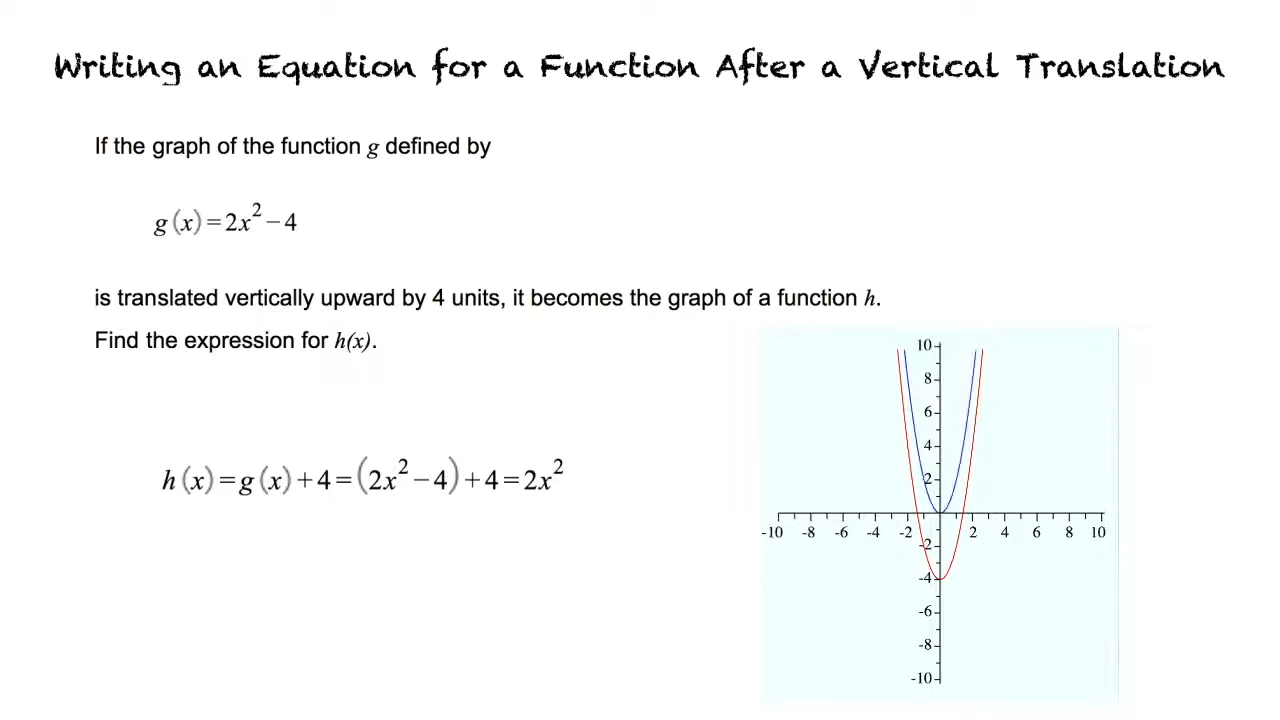 Writing an Equation for a Function After a Vertical Translation
If the graph of the function g defined by
g(x)=2x²−4
is translated vertically upward by 4 units, it becomes the graph of a function h.
Find the expression for h(x).
h(x)=g(x)+4=(2x²−4)+4=2x²
10
8
6
4
2
-10 -8 -6 -4 -2 2 4 6 8 10
-2
-4
-6
-8
-10